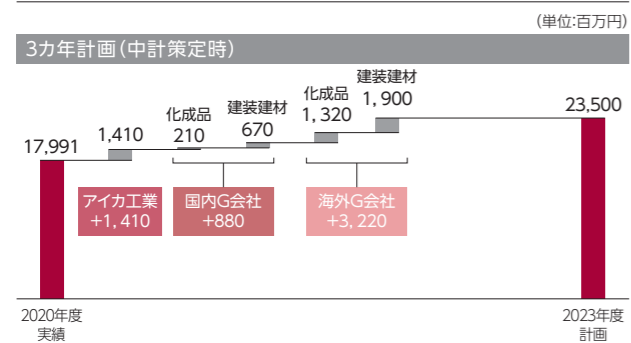 (単位:百万円)
3カ年計画(中計策定時)
17,991
1,410
化成品
210
建装建材
670
化成品
1,320
建装建材
1,900
23,500
アイカ工業
+1,410
国内G会社
+880
海外G会社
+3,220
2020年度
実績
2023年度
計画